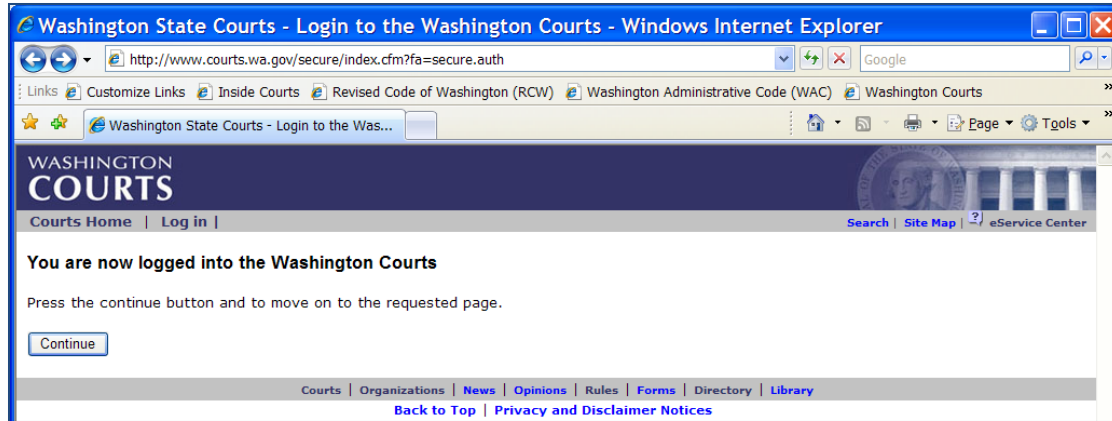 Washington State Courts - Login to the Washington Courts - Windows Internet Explorer
http://www.courts.wa.gov/secure/index.cfm?fa=secure.auth Google
Links Customize Links Inside Courts Revised Code of Washington (RCW) Washington Administrative Code (WAC) Washington Courts »
Washington State Courts - Login to the Was... Page Tools »
WASHINGTON
COURTS
Courts Home | Log in | Search | Site Map | ? eService Center
You are now logged into the Washington Courts
Press the continue button and to move on to the requested page.
Continue
Courts | Organizations | News | Opinions | Rules | Forms | Directory | Library
Back to Top | Privacy and Disclaimer Notices